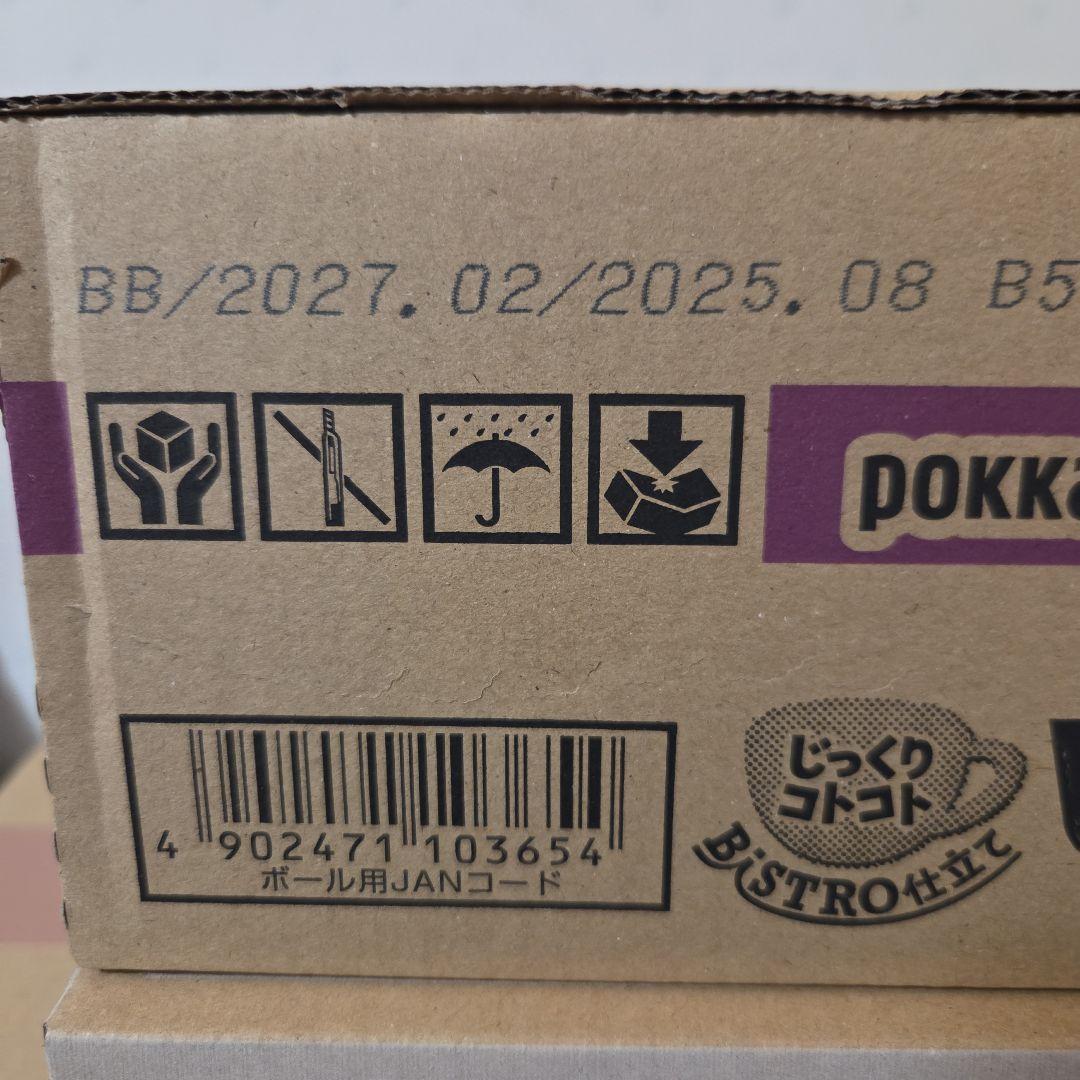 BB/2027.02/2025.08 B5
POKKA
じっくり
コトコト
BiSTRO仕立て
4 902471 103654
ボール用JANコード